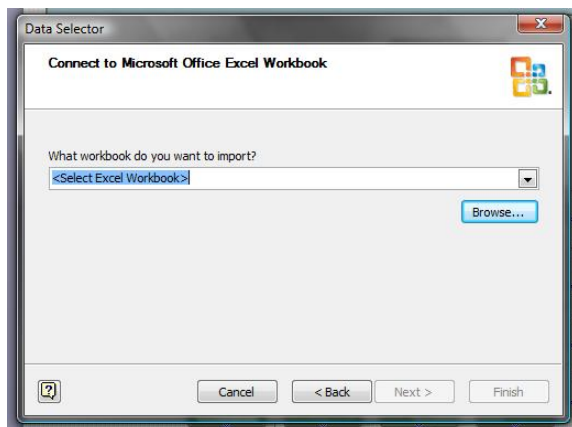 Data Selector
Connect to Microsoft Office Excel Workbook
What workbook do you want to import?
<Select Excel Workbook>
Browse...
Cancel
< Back
Next >
Finish